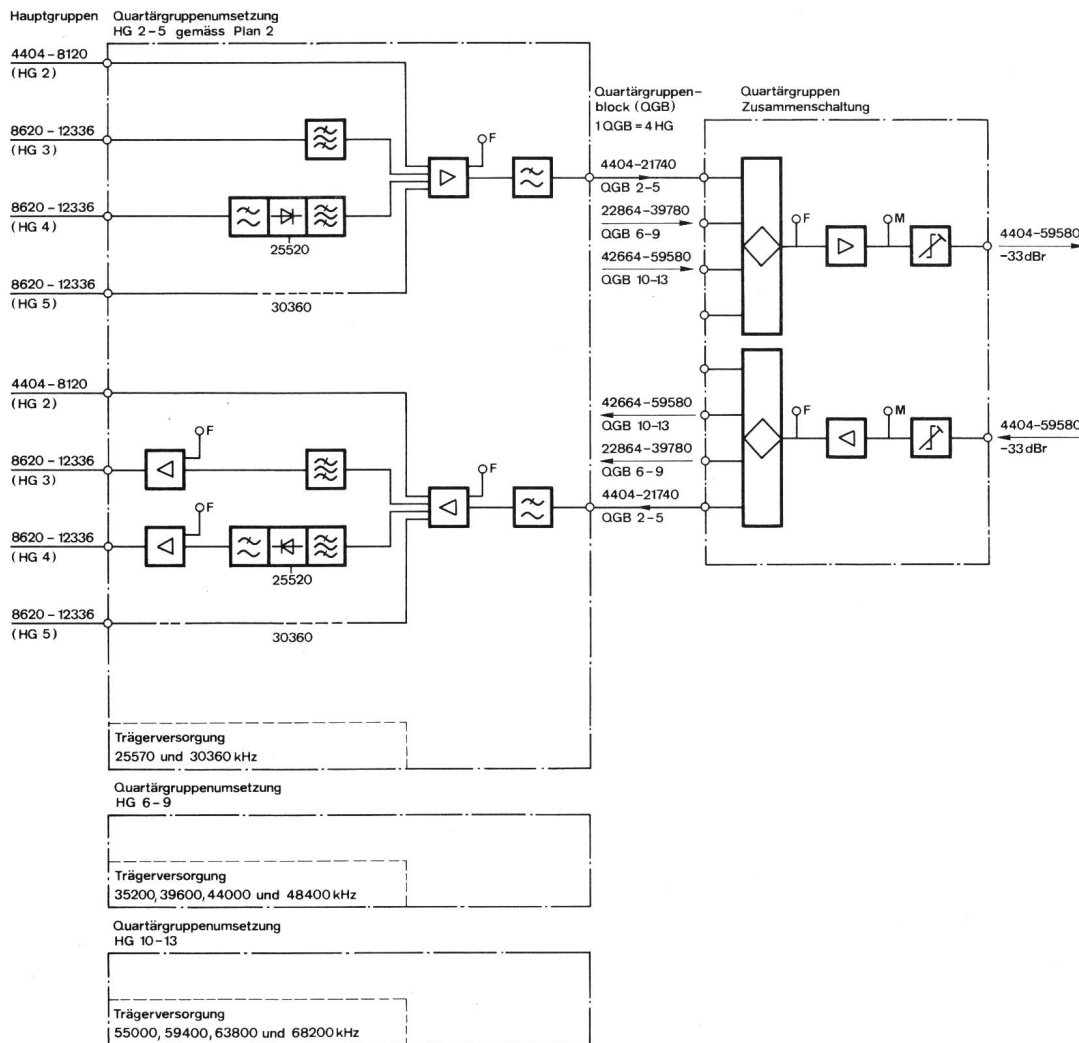 Hauptgruppen
Quartärgruppenumsetzung
HG 2-5 gemäss Plan 2
4404-8120
(HG 2)
8620-12336
(HG 3)
8620-12336
(HG 4)
25520
8620-12336
(HG 5)
30360
F
Quartärgruppen-
block (QGB)
1 QGB = 4 HG
4404-21740
QGB 2-5
22864-39780
QGB 6-9
42664-59580
QGB 10-13
Quartärgruppen
Zusammenschaltung
F
M
4404-59580
-33 dBr
4404-8120
(HG 2)
F
8620-12336
(HG 3)
F
8620-12336
(HG 4)
25520
8620-12336
(HG 5)
30360
F
42664-59580
QGB 10-13
22864-39780
QGB 6-9
4404-21740
QGB 2-5
F
M
4404-59580
-33 dBr
Trägerversorgung
25570 und 30360 kHz
Quartärgruppenumsetzung
HG 6-9
Trägerversorgung
35200, 39600, 44000 und 48400 kHz
Quartärgruppenumsetzung
HG 10-13
Trägerversorgung
55000, 59400, 63800 und 68200 kHz